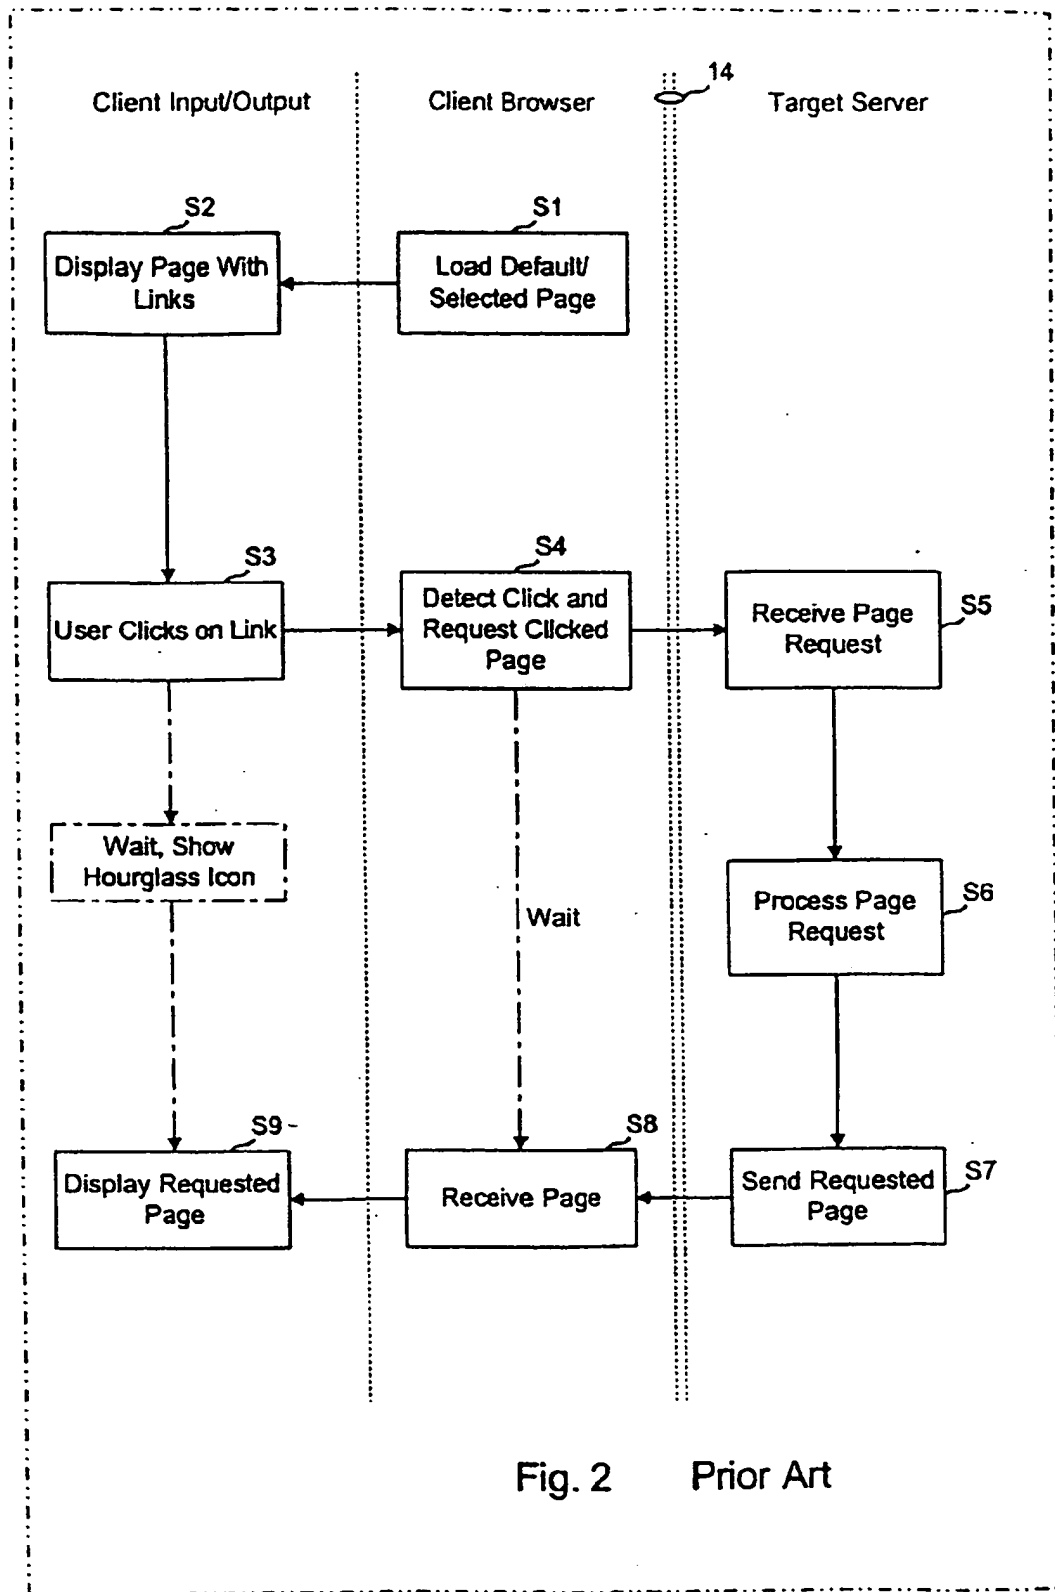 14
Client Input/Output
Client Browser
Target Server
S2
S1
Display Page With
Links
Load Default/
Selected Page
S3
S4
S5
User Clicks on Link
Detect Click and
Request Clicked
Page
Receive Page
Request
Wait, Show
Hourglass Icon
Wait
Process Page
Request
S6
S9
S8
S7
Display Requested
Page
Receive Page
Send Requested
Page
Fig. 2 Prior Art